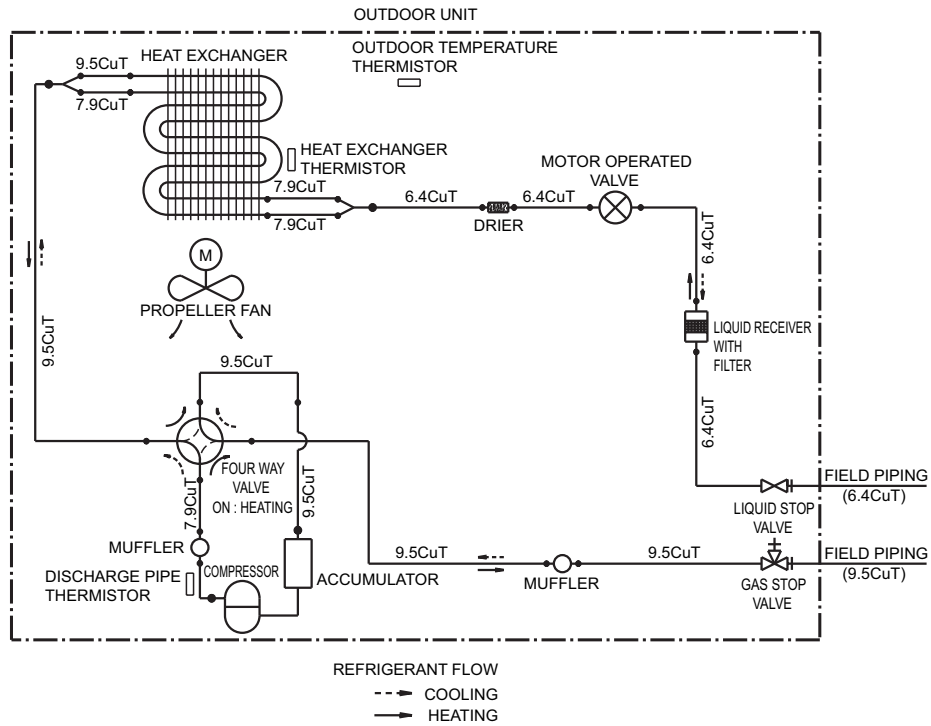 OUTDOOR UNIT
OUTDOOR TEMPERATURE
THERMISTOR
HEAT EXCHANGER
9.5CuT
7.9CuT
HEAT EXCHANGER
THERMISTOR
7.9CuT
7.9CuT
6.4CuT
DRIER
6.4CuT
MOTOR OPERATED
VALVE
6.4CuT
M
PROPELLER FAN
LIQUID RECEIVER
WITH
FILTER
9.5CuT
9.5CuT
6.4CuT
FOUR WAY
VALVE
ON : HEATING
7.9CuT
9.5CuT
FIELD PIPING
(6.4CuT)
LIQUID STOP
VALVE
MUFFLER
COMPRESSOR
ACCUMULATOR
DISCHARGE PIPE
THERMISTOR
9.5CuT
MUFFLER
9.5CuT
GAS STOP
VALVE
FIELD PIPING
(9.5CuT)
REFRIGERANT FLOW
COOLING
HEATING